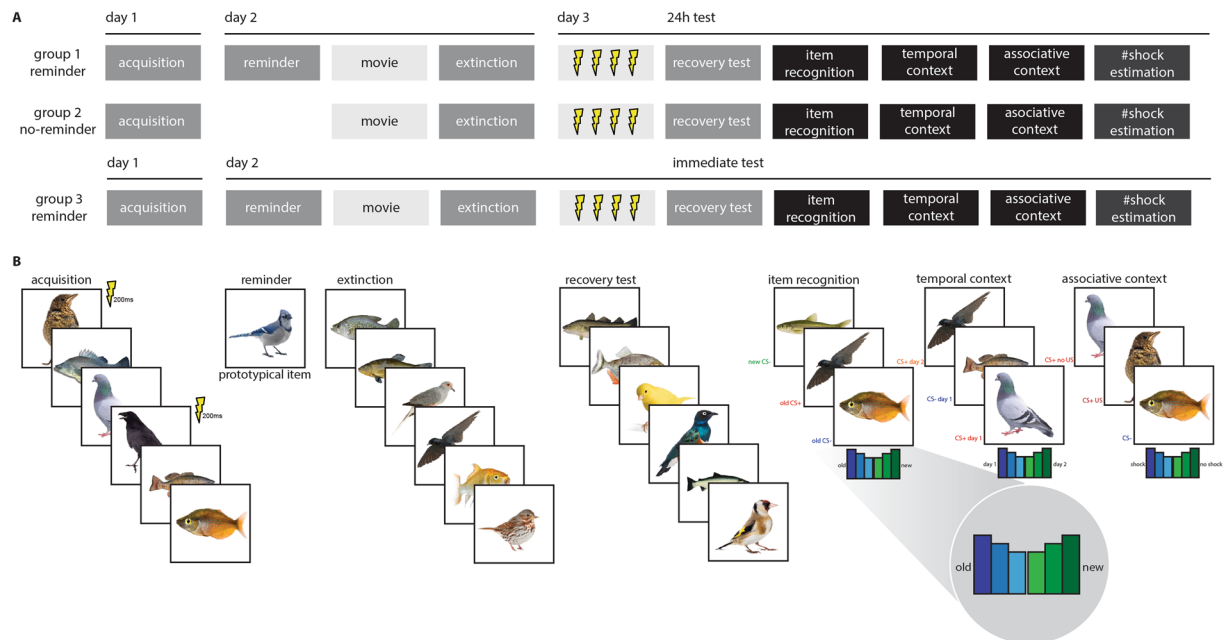 A
day 1
day 2
day 3
24h test
group 1
reminder
acquisition
reminder
movie
extinction
recovery test
item
recognition
temporal
context
associative
context
#shock
estimation
group 2
no-reminder
acquisition
movie
extinction
recovery test
item
recognition
temporal
context
asociative
context
#shock
estimation
day 1
day 2
immediate test
group 3
reminder
acquisition
reminder
movie
extinction
recovery test
item
recognition
temporal
context
associative
context
#shock
estimation
B
acquisition
reminder
extinction
recovery test
item recognition
temporal context
associative context
200ms
200ms
prototypical item
new CS-
old CS+
old CS-
old
new
CS+ day 2
CS- day 1
CS+ day 1
day 1
day 2
CS+ no US
CS+ US
CS-
shock
no shock
old
new